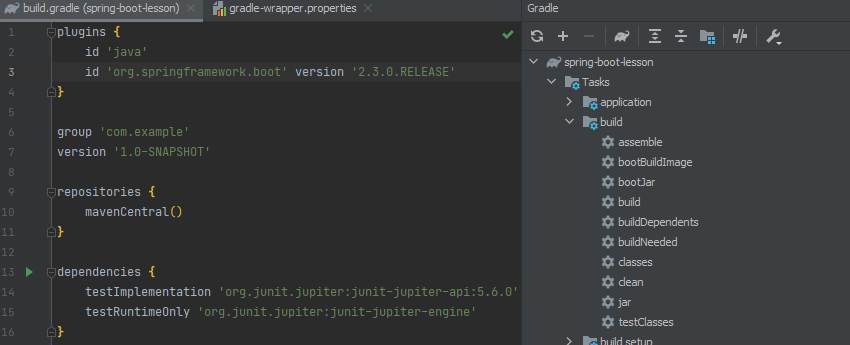 build.gradle (spring-boot-lesson)
gradle-wrapper.properties
1 plugins {
2 id 'java'
3 id 'org.springframework.boot' version '2.3.0.RELEASE'
4 }
5
6 group 'com.example'
7 version '1.0-SNAPSHOT'
8
9 repositories {
10 mavenCentral()
11 }
12
13 dependencies {
14 testImplementation 'org.junit.jupiter:junit-jupiter-api:5.6.0'
15 testRuntimeOnly 'org.junit.jupiter:junit-jupiter-engine'
16 }
Gradle
spring-boot-lesson
Tasks
application
build
assemble
bootBuildImage
bootJar
build
buildDependents
buildNeeded
classes
clean
jar
testClasses
build setup